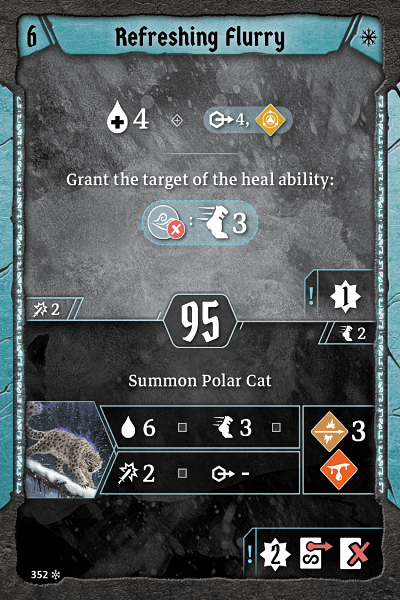 6 Refreshing Flurry
4 4,
Grant the target of the heal ability:
: 3
! 1
2
95
2
Summon Polar Cat
6 3 3
2 -
! 2
352